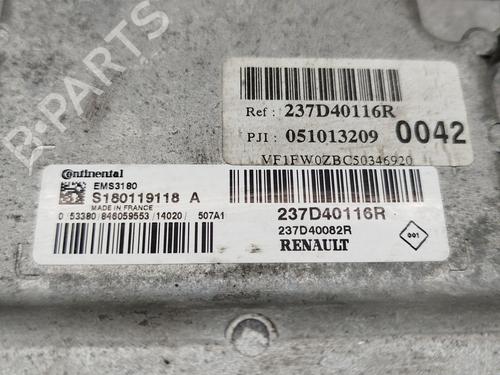 Ref : 237D40116R
PJI : 051013209 0042
VF1FW0ZBC50346920
Continental
EMS3180
S180119118 A
MADE IN FRANCE
0 53380 846059553 14020 507A1
237D40116R
237D40082R
RENAULT
001
B-PARTS